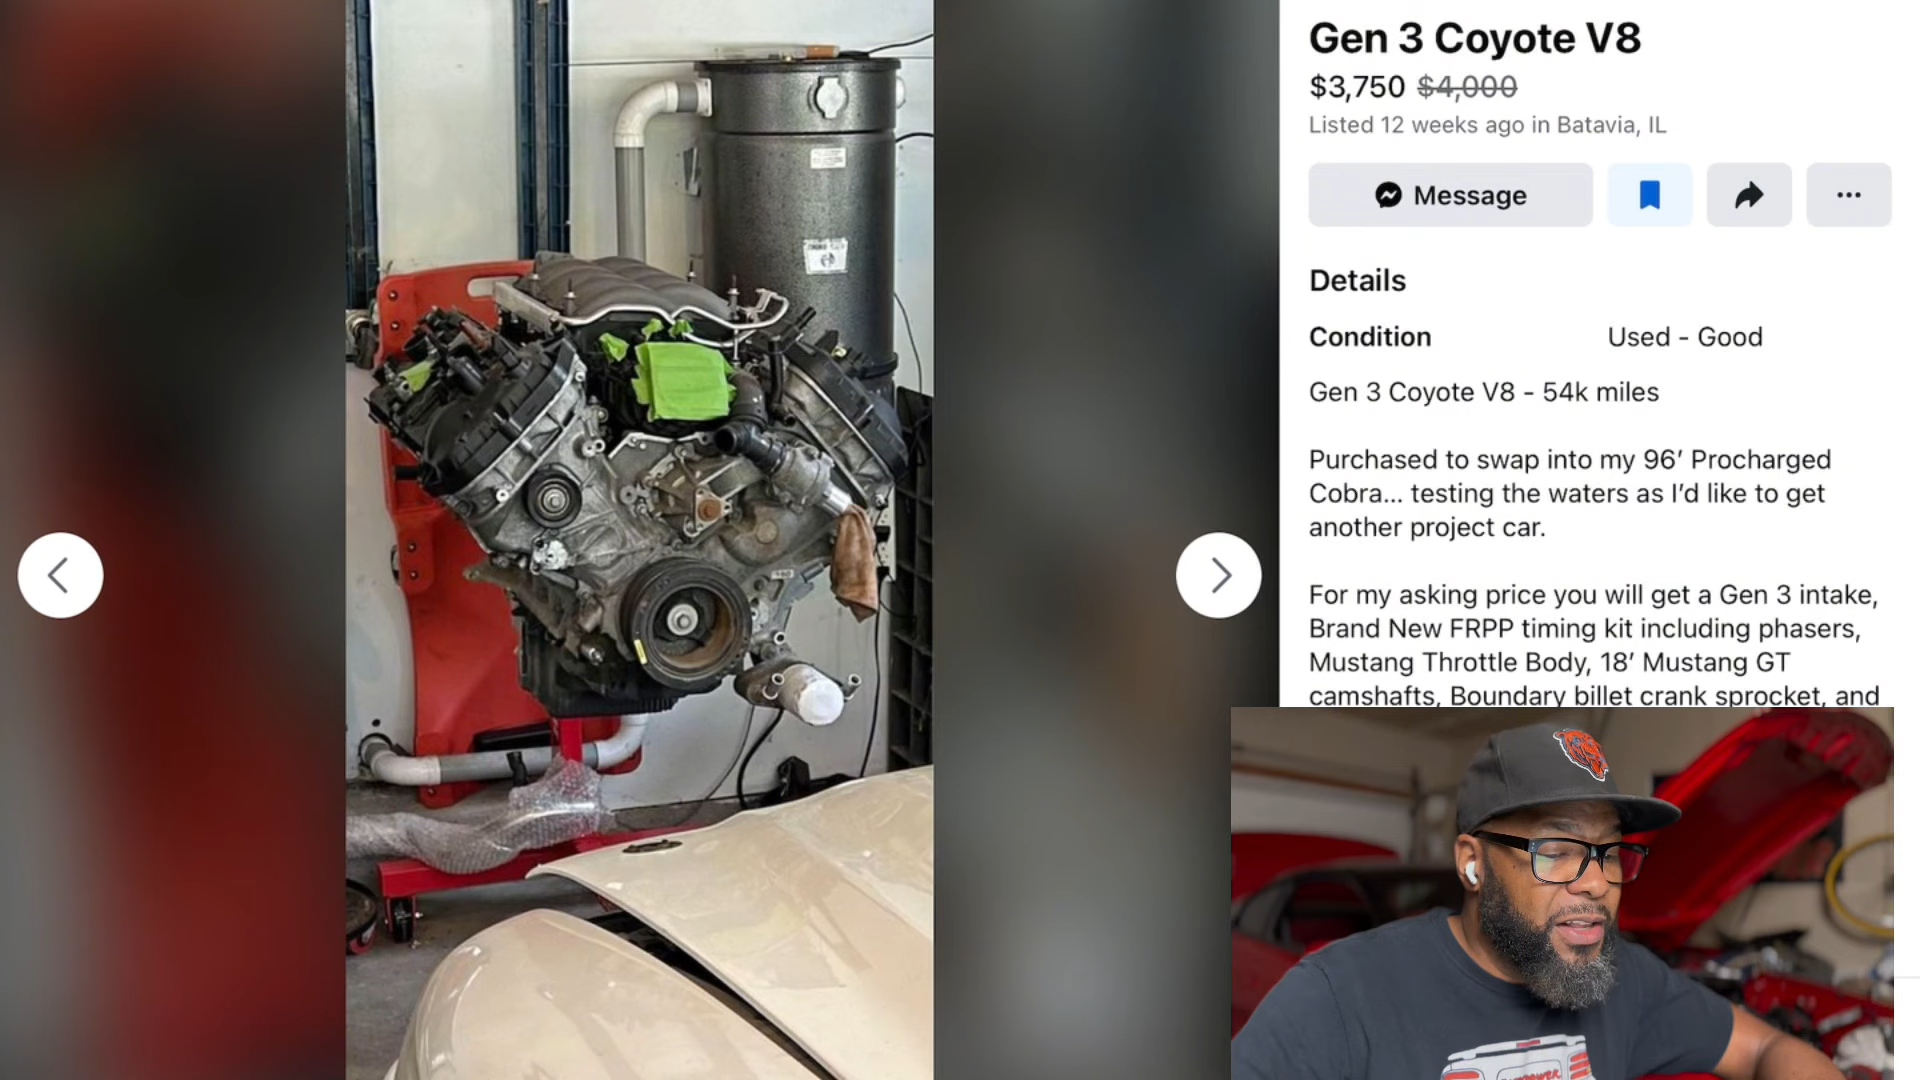 Gen 3 Coyote V8
$3,750 $4,000
Listed 12 weeks ago in Batavia, IL
Message
Details
Condition Used - Good
Gen 3 Coyote V8 - 54k miles
Purchased to swap into my 96’ Procharged
Cobra... testing the waters as I’d like to get
another project car.
For my asking price you will get a Gen 3 intake,
Brand New FRPP timing kit including phasers,
Mustang Throttle Body, 18’ Mustang GT
camshafts, Boundary billet crank sprocket, and